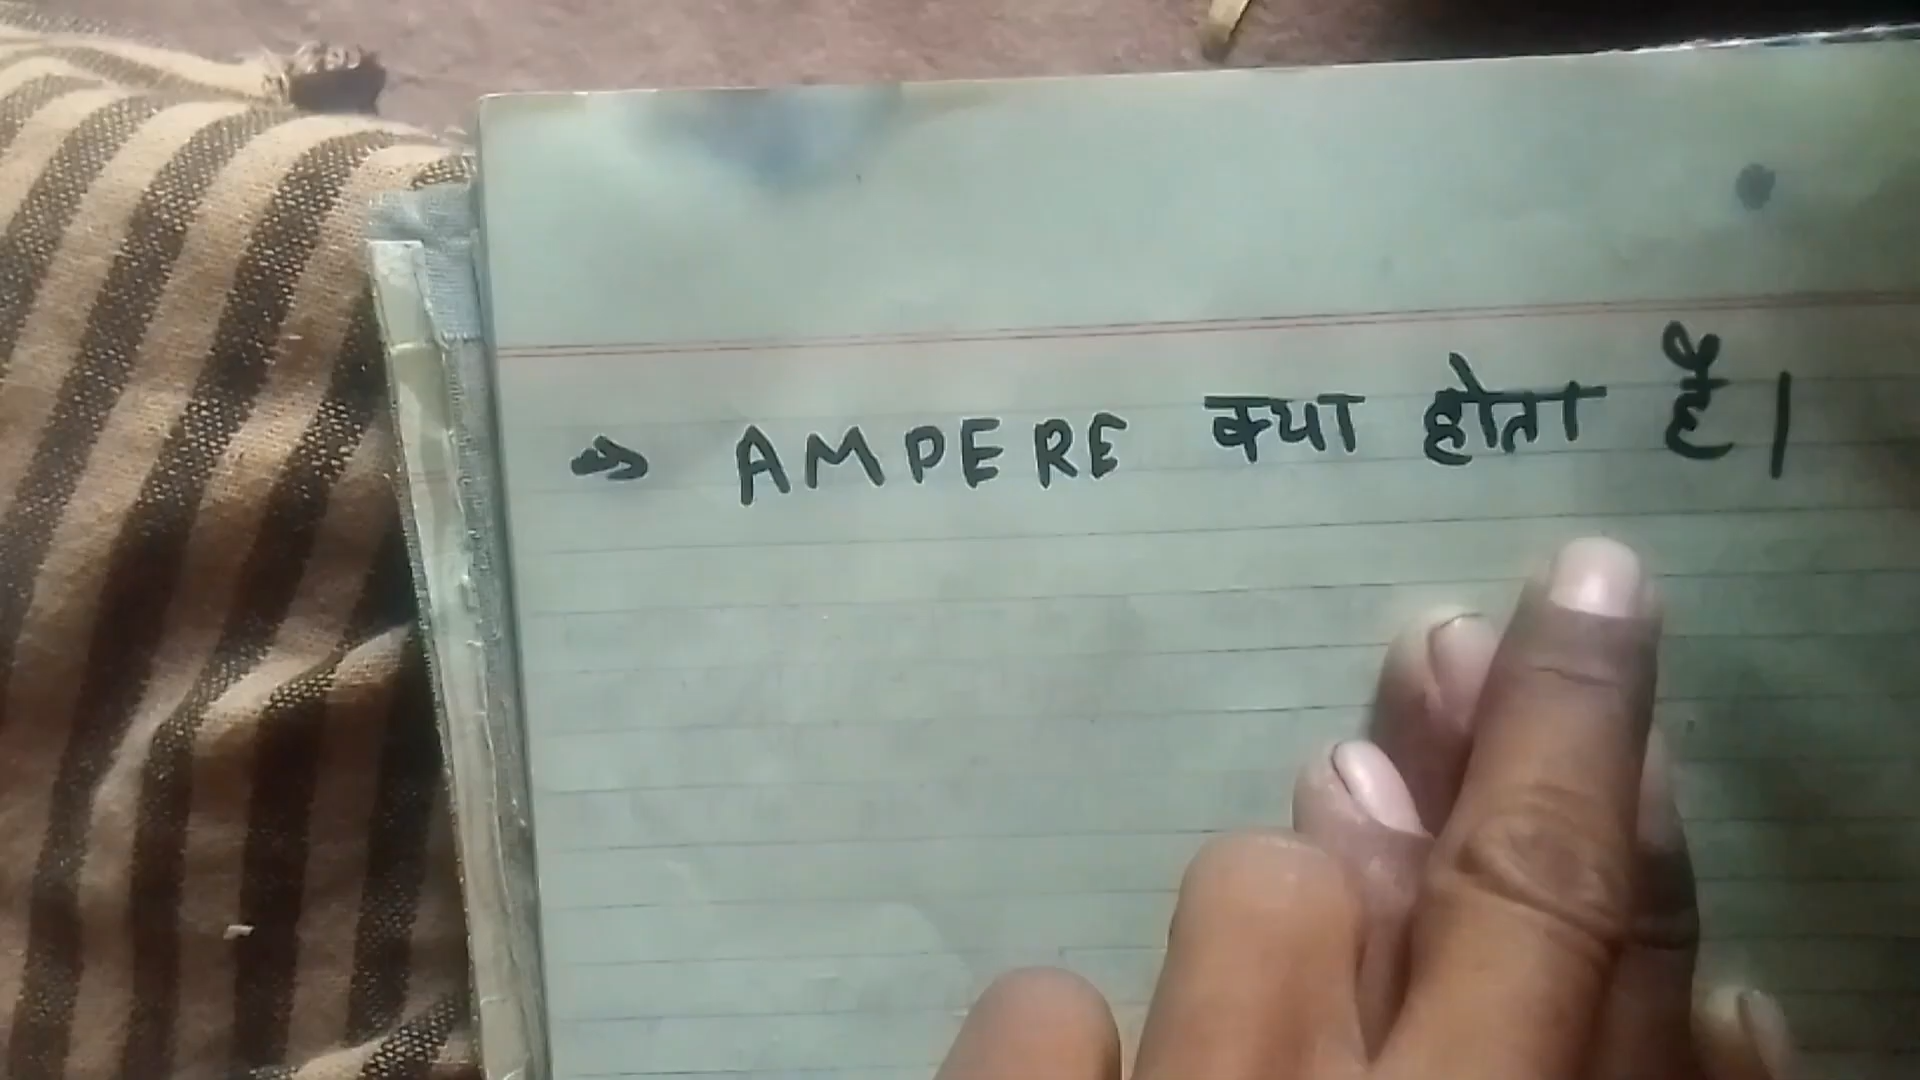 → AMPERE क्या होता है।